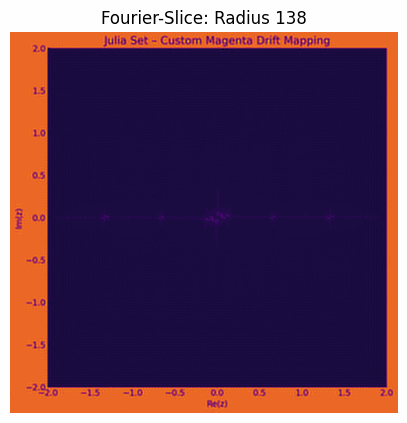 Fourier-Slice: Radius 138
Julia Set – Custom Magenta Drift Mapping
2.0
1.5
1.0
0.5
0.0
−0.5
−1.0
−1.5
−2.0
Im(z)
−2.0 −1.5 −1.0 −0.5 0.0 0.5 1.0 1.5 2.0
Re(z)